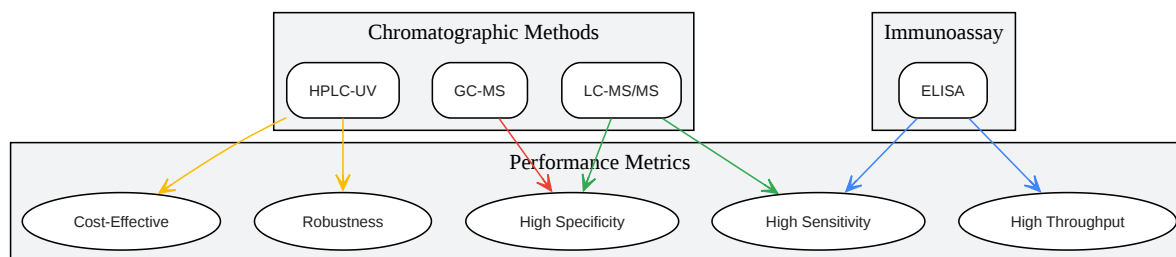 Chromatographic Methods
Immunoassay
HPLC-UV
GC-MS
LC-MS/MS
ELISA
Performance Metrics
Cost-Effective
Robustness
High Specificity
High Sensitivity
High Throughput